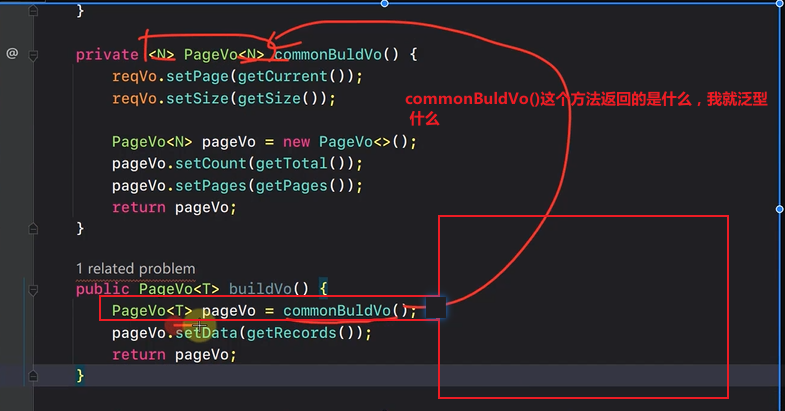 }
@
private <N> PageVo<N> commonBuldVo() {
reqVo.setPage(getCurrent());
reqVo.setSize(getSize());
commonBuldVo()这个方法返回的是什么，我就泛型
什么
PageVo<N> pageVo = new PageVo<>();
pageVo.setCount(getTotal());
pageVo.setPages(getPages());
return pageVo;
}
1 related problem
public PageVo<T> buildVo() {
PageVo<T> pageVo = commonBuldVo();
pageVo.setData(getRecords());
return pageVo;
}